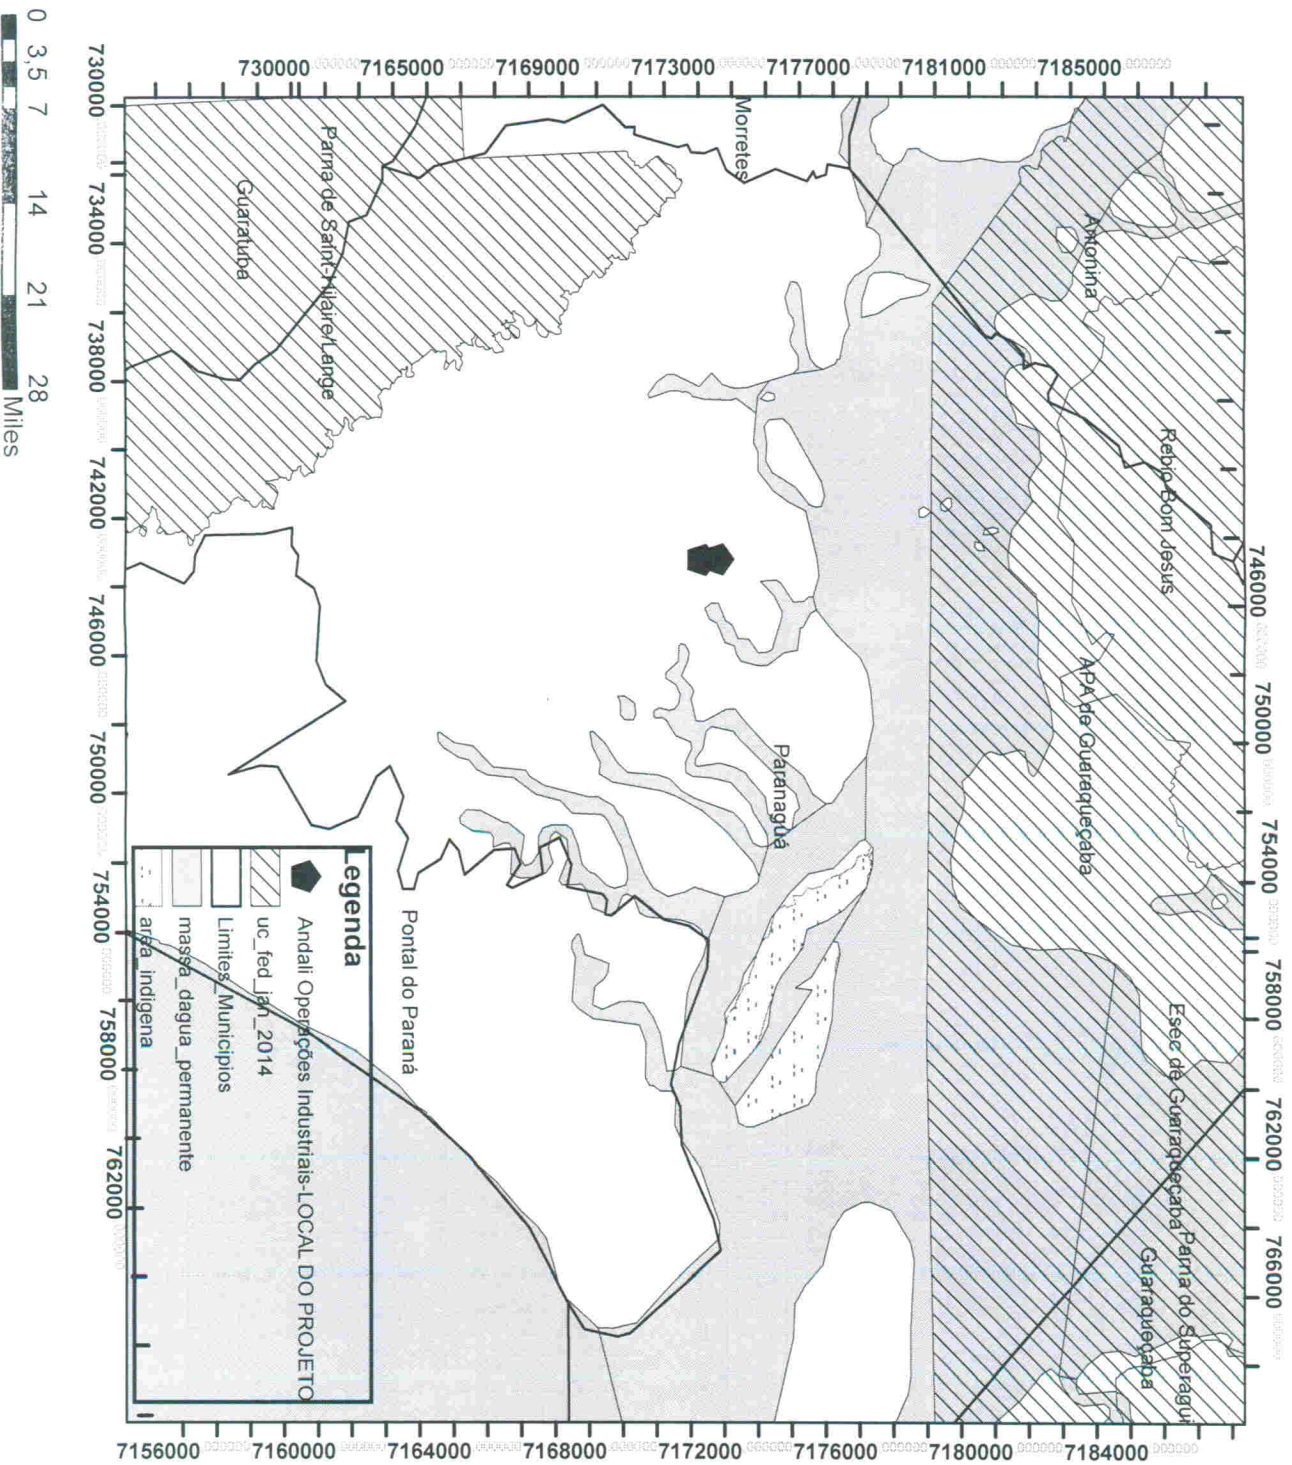 746000 750000 754000 758000 762000 766000
7185000
7181000
7177000
7173000
7169000
7165000
730000
7184000
7180000
7176000
7172000
7168000
7164000
7160000
7156000
Antonina
Rebio Bom Jesus
APA de Guaraqueçaba
Esec de Guaraqueçaba
Parna do Superagui
Guaraqueçaba
Morretes
Paranaguá
Parna de Saint-Hilaire/Lange
Guaratuba
Pontal do Paraná
Legenda
Andali Operações Industriais-LOCAL DO PROJETO
uc_fed_jan_2014
Limites_Municipios
massa_dagua_permanente
area_indigena
730000 734000 738000 742000 746000 750000 754000 758000 762000
0 3,5 7 14 21 28
Miles